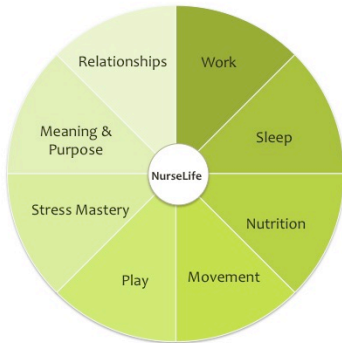 Relationships
Work
Meaning &
Purpose
Sleep
NurseLife
Stress Mastery
Nutrition
Play
Movement